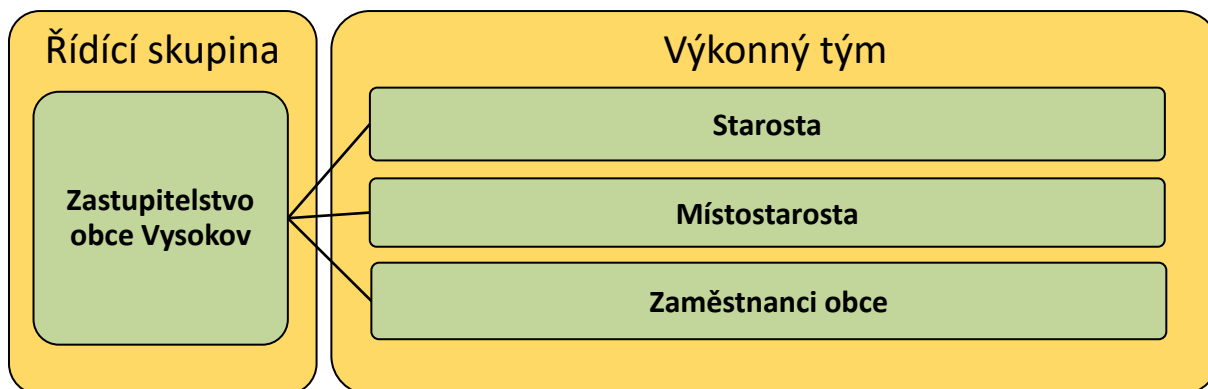 Řídící skupina
Zastupitelstvo
obce Vysokov
Výkonný tým
Starosta
Místostarosta
Zaměstnanci obce